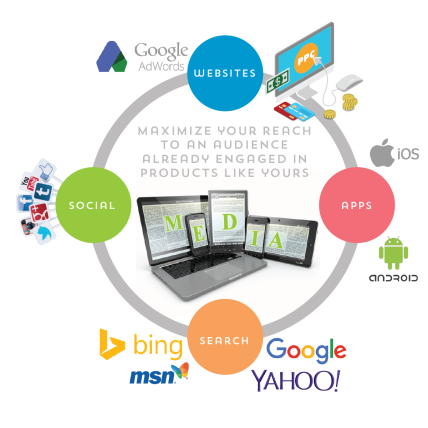 Google
AdWords
WEBSITES
PPC
$
MAXIMIZE YOUR REACH
TO AN AUDIENCE
ALREADY ENGAGED IN
PRODUCTS LIKE YOURS
iOS
SOCIAL
APPS
MEDIA
ANDROID
SEARCH
bing
Google
msn
YAHOO!